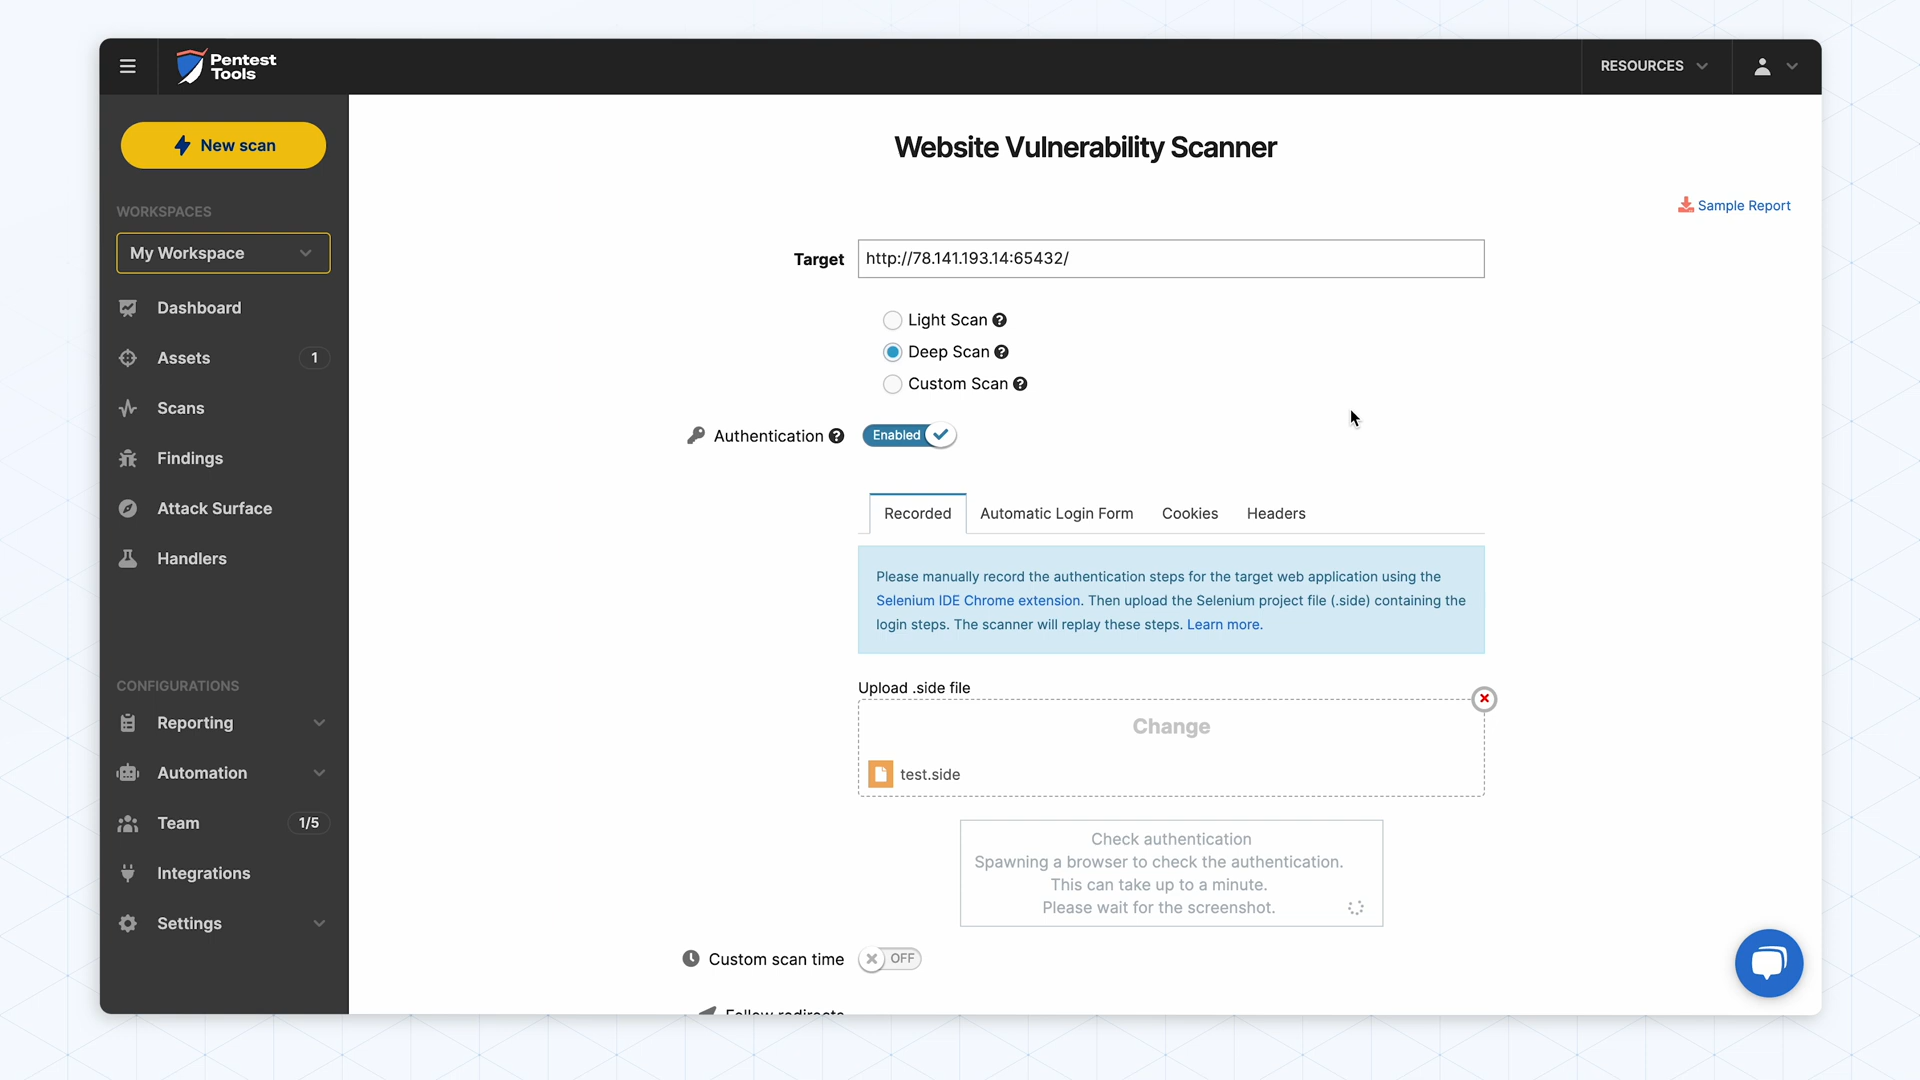 Pentest
Tools
RESOURCES
New scan
WORKSPACES
My Workspace
Dashboard
Assets 1
Scans
Findings
Attack Surface
Handlers
CONFIGURATIONS
Reporting
Automation
Team 1/5
Integrations
Settings
Website Vulnerability Scanner
Sample Report
Target http://78.141.193.14:65432/
Light Scan ?
Deep Scan ?
Custom Scan ?
Authentication ? Enabled
Recorded Automatic Login Form Cookies Headers
Please manually record the authentication steps for the target web application using the
Selenium IDE Chrome extension. Then upload the Selenium project file (.side) containing the
login steps. The scanner will replay these steps. Learn more.
Upload .side file
Change
test.side
Check authentication
Spawning a browser to check the authentication.
This can take up to a minute.
Please wait for the screenshot.
Custom scan time OFF
Follow redirects